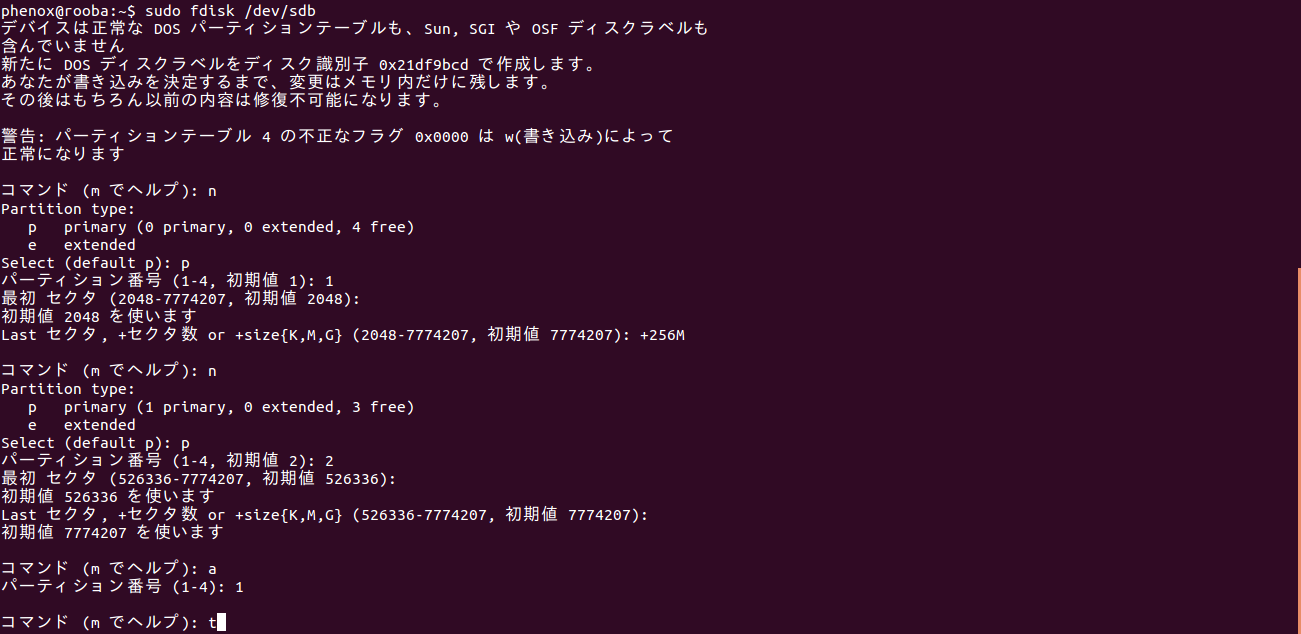 phenox@rooba:~$ sudo fdisk /dev/sdb
デバイスは正常な DOS パーティションテーブルも、Sun, SGI や OSF ディスクラベルも
含んでいません
新たに DOS ディスクラベルをディスク識別子 0x21df9bcd で作成します。
あなたが書き込みを決定するまで、変更はメモリ内だけに残します。
その後はもちろん以前の内容は修復不可能になります。
警告: パーティションテーブル 4 の不正なフラグ 0x0000 は w(書き込み)によって
正常になります
コマンド (m でヘルプ): n
Partition type:
   p   primary (0 primary, 0 extended, 4 free)
   e   extended
Select (default p): p
パーティション番号 (1-4, 初期値 1): 1
最初 セクタ (2048-7774207, 初期値 2048):
初期値 2048 を使います
Last セクタ, +セクタ数 or +size{K,M,G} (2048-7774207, 初期値 7774207): +256M
コマンド (m でヘルプ): n
Partition type:
   p   primary (1 primary, 0 extended, 3 free)
   e   extended
Select (default p): p
パーティション番号 (1-4, 初期値 2): 2
最初 セクタ (526336-7774207, 初期値 526336):
初期値 526336 を使います
Last セクタ, +セクタ数 or +size{K,M,G} (526336-7774207, 初期値 7774207):
初期値 7774207 を使います
コマンド (m でヘルプ): a
パーティション番号 (1-4): 1
コマンド (m でヘルプ): t